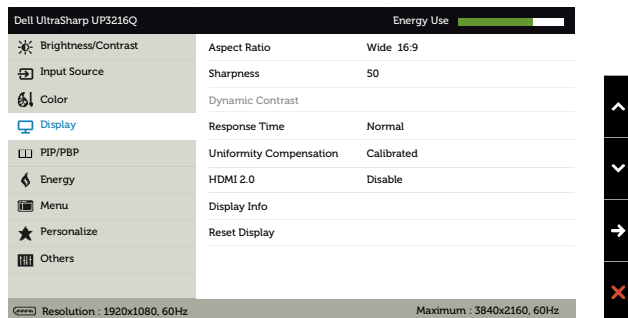 Dell UltraSharp UP3216Q Energy Use
Brightness/Contrast Aspect Ratio Wide 16:9
Input Source Sharpness 50
Color Dynamic Contrast
Display Response Time Normal
PIP/PBP Uniformity Compensation Calibrated
Energy HDMI 2.0 Disable
Menu Display Info
Personalize Reset Display
Others
Resolution : 1920x1080, 60Hz Maximum : 3840x2160, 60Hz